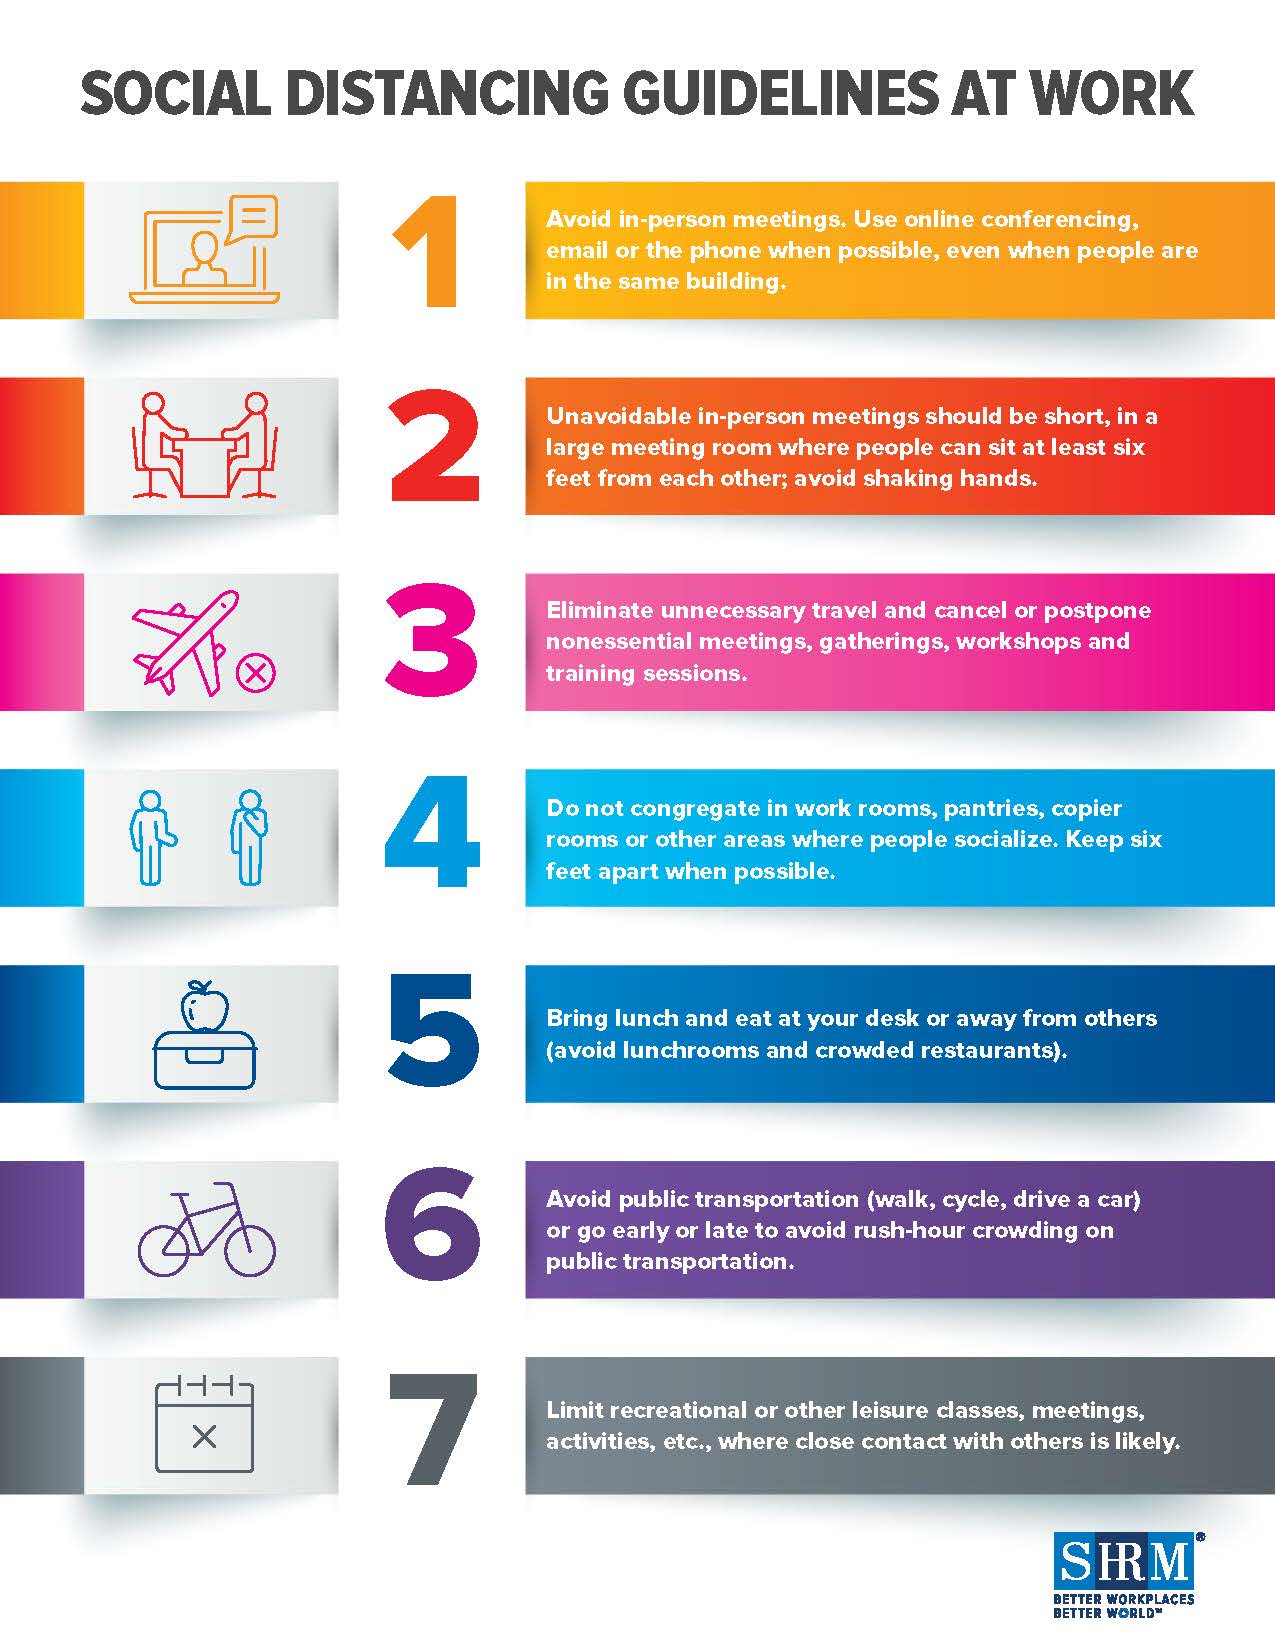 SOCIAL DISTANCING GUIDELINES AT WORK
1
Avoid in-person meetings. Use online conferencing,
email or the phone when possible, even when people are
in the same building.
2
Unavoidable in-person meetings should be short, in a
large meeting room where people can sit at least six
feet from each other; avoid shaking hands.
3
Eliminate unnecessary travel and cancel or postpone
nonessential meetings, gatherings, workshops and
training sessions.
4
Do not congregate in work rooms, pantries, copier
rooms or other areas where people socialize. Keep six
feet apart when possible.
5
Bring lunch and eat at your desk or away from others
(avoid lunchrooms and crowded restaurants).
6
Avoid public transportation (walk, cycle, drive a car)
or go early or late to avoid rush-hour crowding on
public transportation.
7
Limit recreational or other leisure classes, meetings,
activities, etc., where close contact with others is likely.
SHRM®
BETTER WORKPLACES
BETTER WORLD™